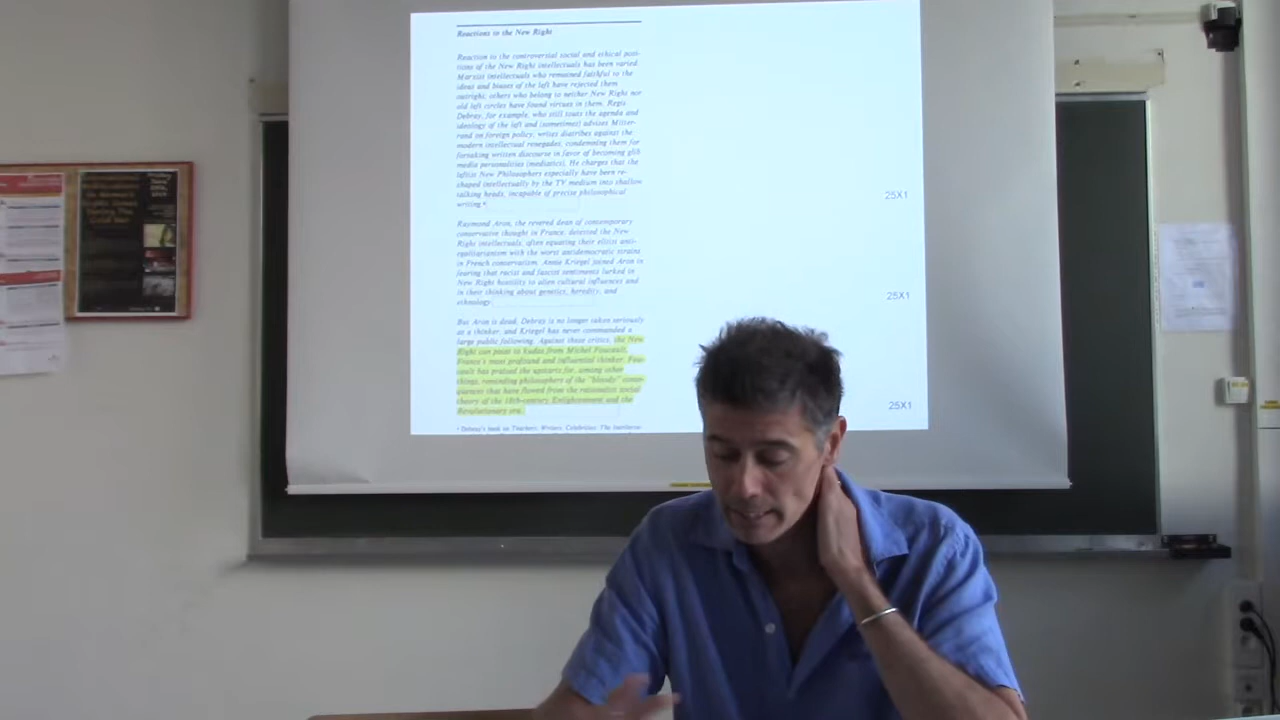 Reactions to the New Right
Reaction to the controversial social and ethical posi-
tions of the New Right intellectuals has been varied.
Marxist intellectuals who remained faithful to the
ideas and biases of the left have rejected them
outright; others who belong to neither New Right nor
old left circles have found virtues in them. Regis
Debray, for example, who still touts the agenda and
ideology of the left and (sometimes) advises Mitter-
rand on foreign policy, writes diatribes against the
modern intellectual renegades, condemning them for
forsaking written discourse in favor of becoming glib
media personalities (mediatics). He charges that the
leftist New Philosophers especially have been re-
shaped intellectually by the TV medium into shallow
talking heads, incapable of precise philosophical
writing.*
25X1
Raymond Aron, the revered dean of contemporary
conservative thought in France, detested the New
Right intellectuals, often equating their elitist anti-
egalitarianism with the worst antidemocratic strains
in French conservatism. Annie Kriegel joined Aron in
fearing that racist and fascist sentiments lurked in
New Right hostility to alien cultural influences and
in their thinking about genetics, heredity, and
ethnology.
25X1
But Aron is dead, Debray is no longer taken seriously
as a thinker, and Kriegel has never commanded a
large public following. Against these critics, the New
Right can point to kudos from Michel Foucault,
France's most profound and influential thinker. Fou-
cault has praised the upstarts for, among other
things, reminding philosophers of the "bloody" conse-
quences that have flowed from the rationalist social
theory of the 18th-century Enlightenment and the
Revolutionary era.
25X1
* Debray's book on Teachers, Writers, Celebrities: The